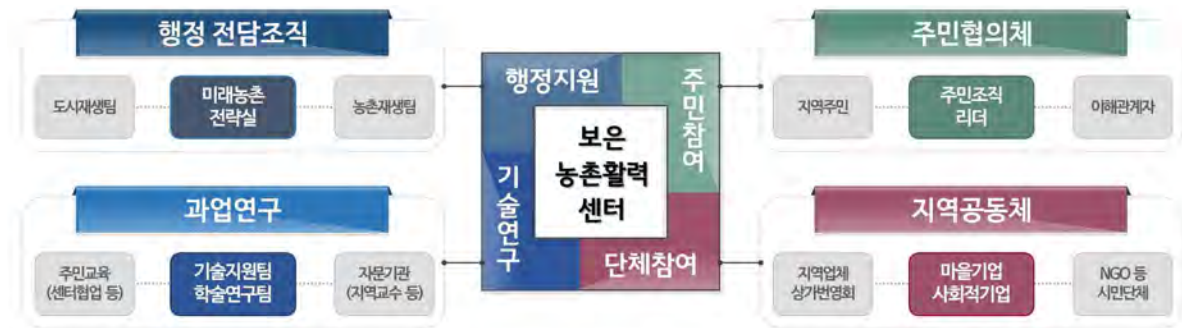 행정 전담조직
도시재생팀
미래농촌
전략실
농촌재생팀
과업연구
주민교육
(센터협업 등)
기술지원팀
학술연구팀
자문기관
(지역교수 등)
행정지원
주민참여
보은
농촌활력
센터
기술연구
단체참여
주민협의체
지역주민
주민조직
리더
이해관계자
지역공동체
지역업체
상가번영회
마을기업
사회적기업
NGO 등
시민단체